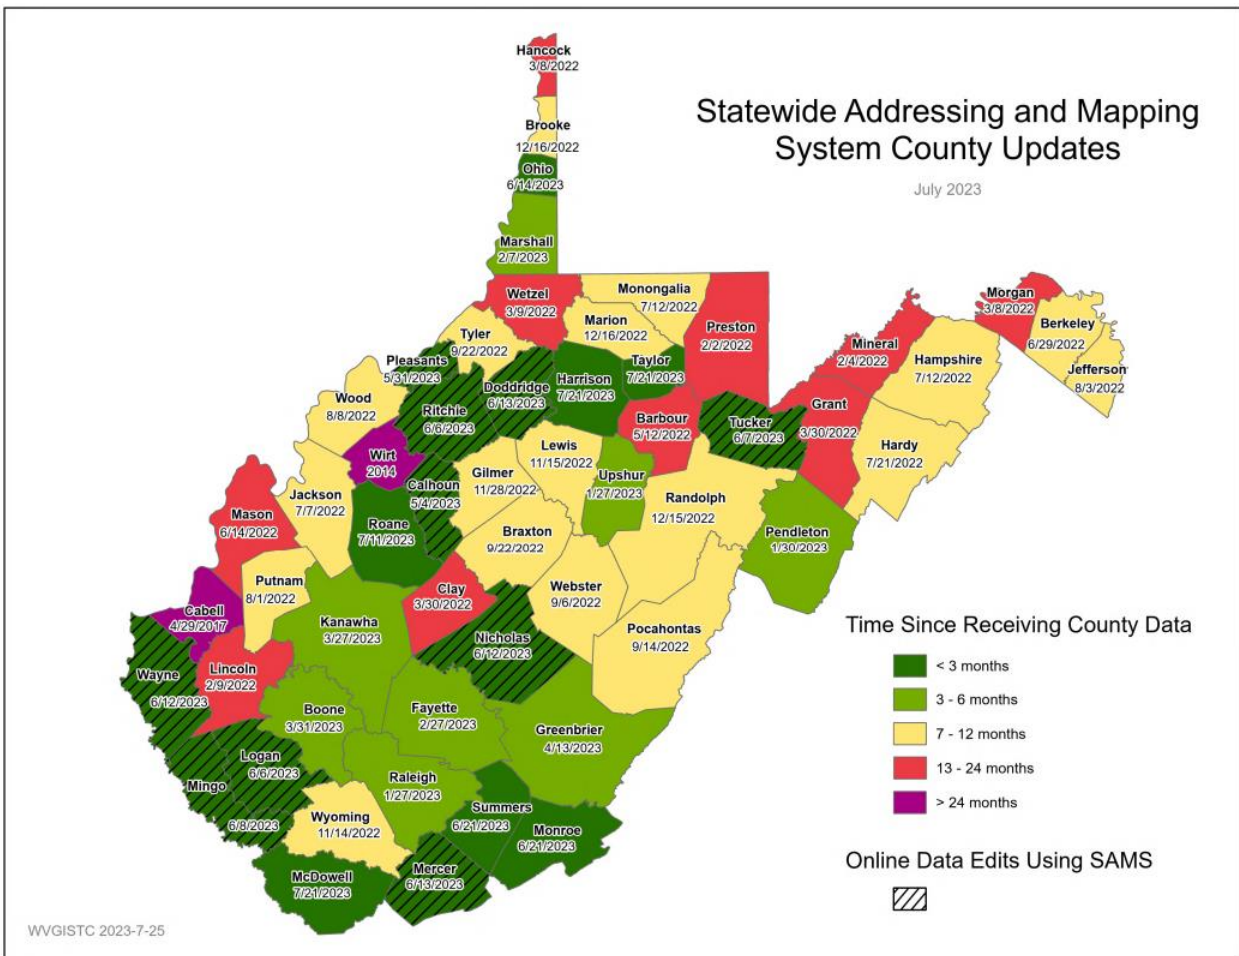 Statewide Addressing and Mapping
System County Updates
July 2023
Hancock
3/8/2022
Brooke
12/16/2022
Ohio
6/14/2023
Marshall
2/7/2023
Wetzel
3/9/2022
Monongalia
7/12/2022
Marion
12/16/2022
Preston
2/2/2022
Morgan
3/8/2022
Berkeley
6/29/2022
Jefferson
8/3/2022
Mineral
2/4/2022
Hampshire
7/12/2022
Tyler
9/22/2022
Pleasants
5/31/2023
Doddridge
6/13/2023
Harrison
7/21/2023
Taylor
7/21/2023
Wood
8/8/2022
Ritchie
6/6/2023
Barbour
5/12/2022
Tucker
6/7/2023
Grant
3/30/2022
Hardy
7/21/2022
Wirt
2014
Calhoun
5/4/2023
Gilmer
11/28/2022
Lewis
11/15/2022
Upshur
1/27/2023
Randolph
12/15/2022
Pendleton
1/30/2023
Jackson
7/7/2022
Mason
6/14/2022
Roane
7/11/2023
Braxton
9/22/2022
Putnam
8/1/2022
Clay
3/30/2022
Webster
9/6/2022
Cabell
4/29/2017
Kanawha
3/27/2023
Nicholas
6/12/2023
Pocahontas
9/14/2022
Wayne
6/12/2023
Lincoln
2/9/2022
Boone
3/31/2023
Fayette
2/27/2023
Greenbrier
4/13/2023
Logan
6/6/2023
Mingo
6/8/2023
Raleigh
1/27/2023
Wyoming
11/14/2022
Summers
6/21/2023
Monroe
6/21/2023
McDowell
7/21/2023
Mercer
6/13/2023
Time Since Receiving County Data
< 3 months
3 - 6 months
7 - 12 months
13 - 24 months
> 24 months
Online Data Edits Using SAMS
WVGISTC 2023-7-25